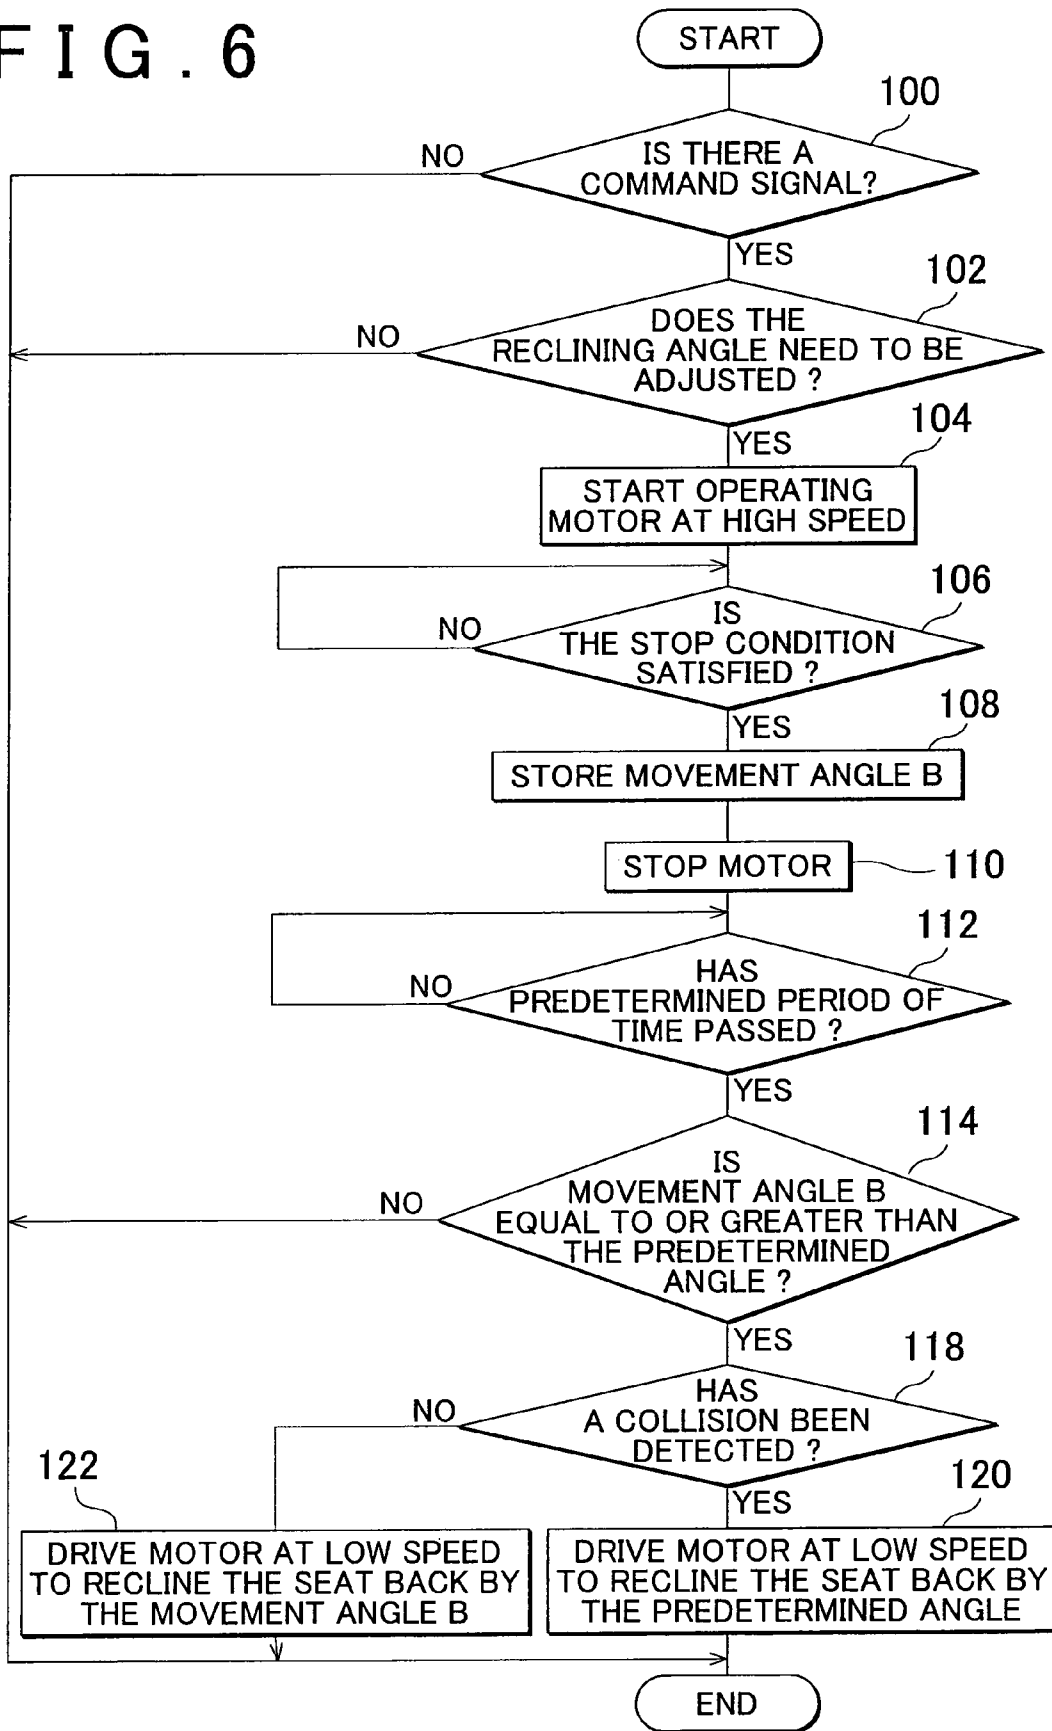 FIG. 6
START
100
IS THERE A
COMMAND SIGNAL?
NO
YES
102
DOES THE
RECLINING ANGLE NEED TO BE
ADJUSTED ?
NO
YES
104
START OPERATING
MOTOR AT HIGH SPEED
106
IS
THE STOP CONDITION
SATISFIED ?
NO
YES
108
STORE MOVEMENT ANGLE B
STOP MOTOR
110
112
HAS
PREDETERMINED PERIOD OF
TIME PASSED ?
NO
YES
114
IS
MOVEMENT ANGLE B
EQUAL TO OR GREATER THAN
THE PREDETERMINED
ANGLE ?
NO
YES
118
HAS
A COLLISION BEEN
DETECTED ?
NO
YES
122
DRIVE MOTOR AT LOW SPEED
TO RECLINE THE SEAT BACK BY
THE MOVEMENT ANGLE B
120
DRIVE MOTOR AT LOW SPEED
TO RECLINE THE SEAT BACK BY
THE PREDETERMINED ANGLE
END